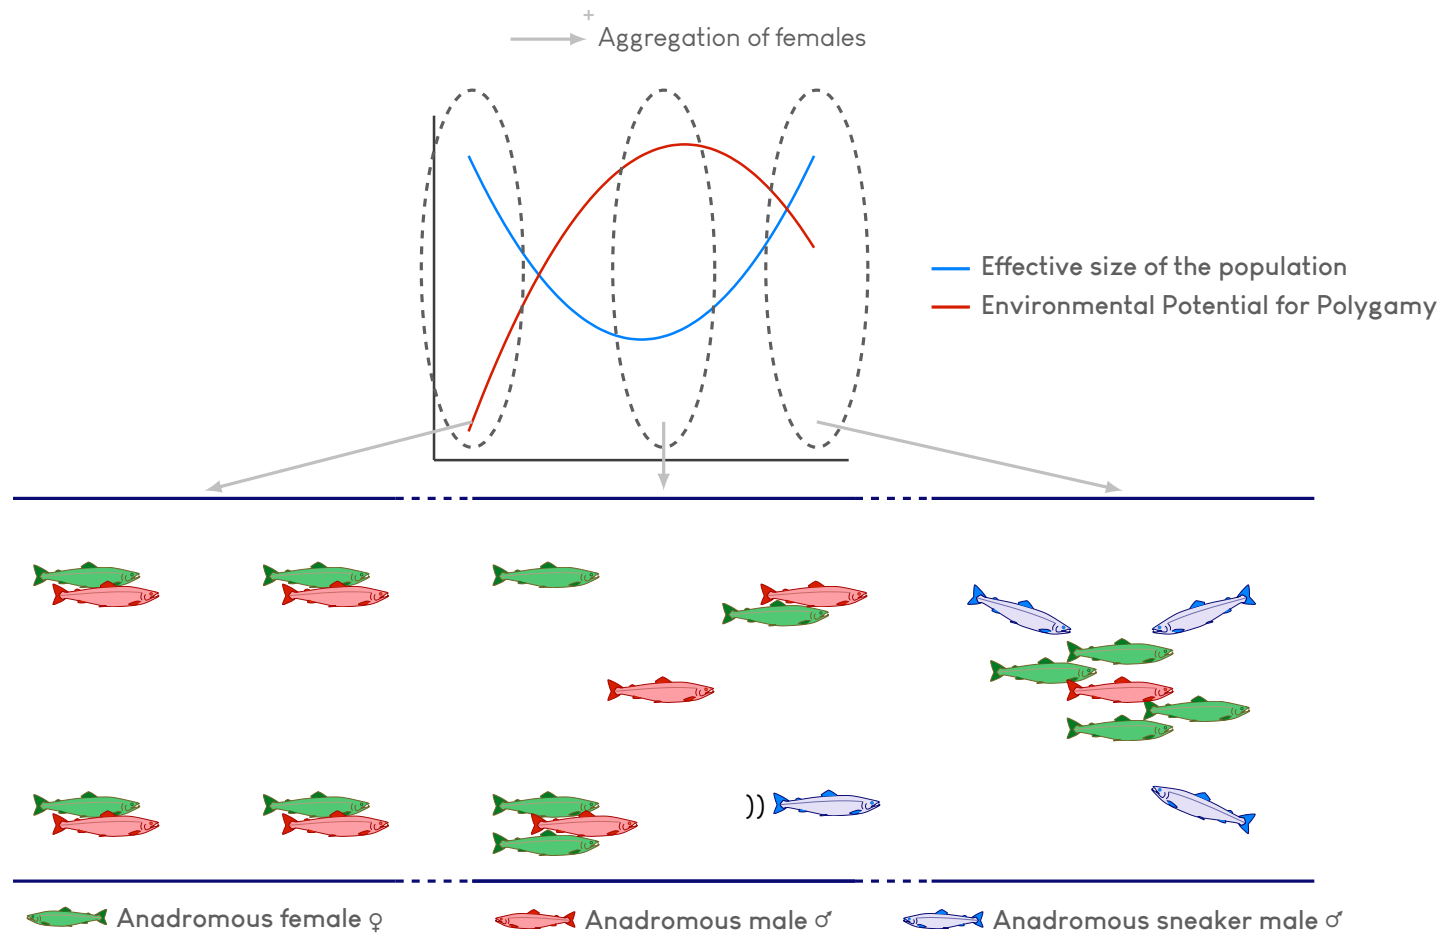 +
Aggregation of females
Effective size of the population
Environmental Potential for Polygamy
))
Anadromous female ♀
Anadromous male ♂
Anadromous sneaker male ♂